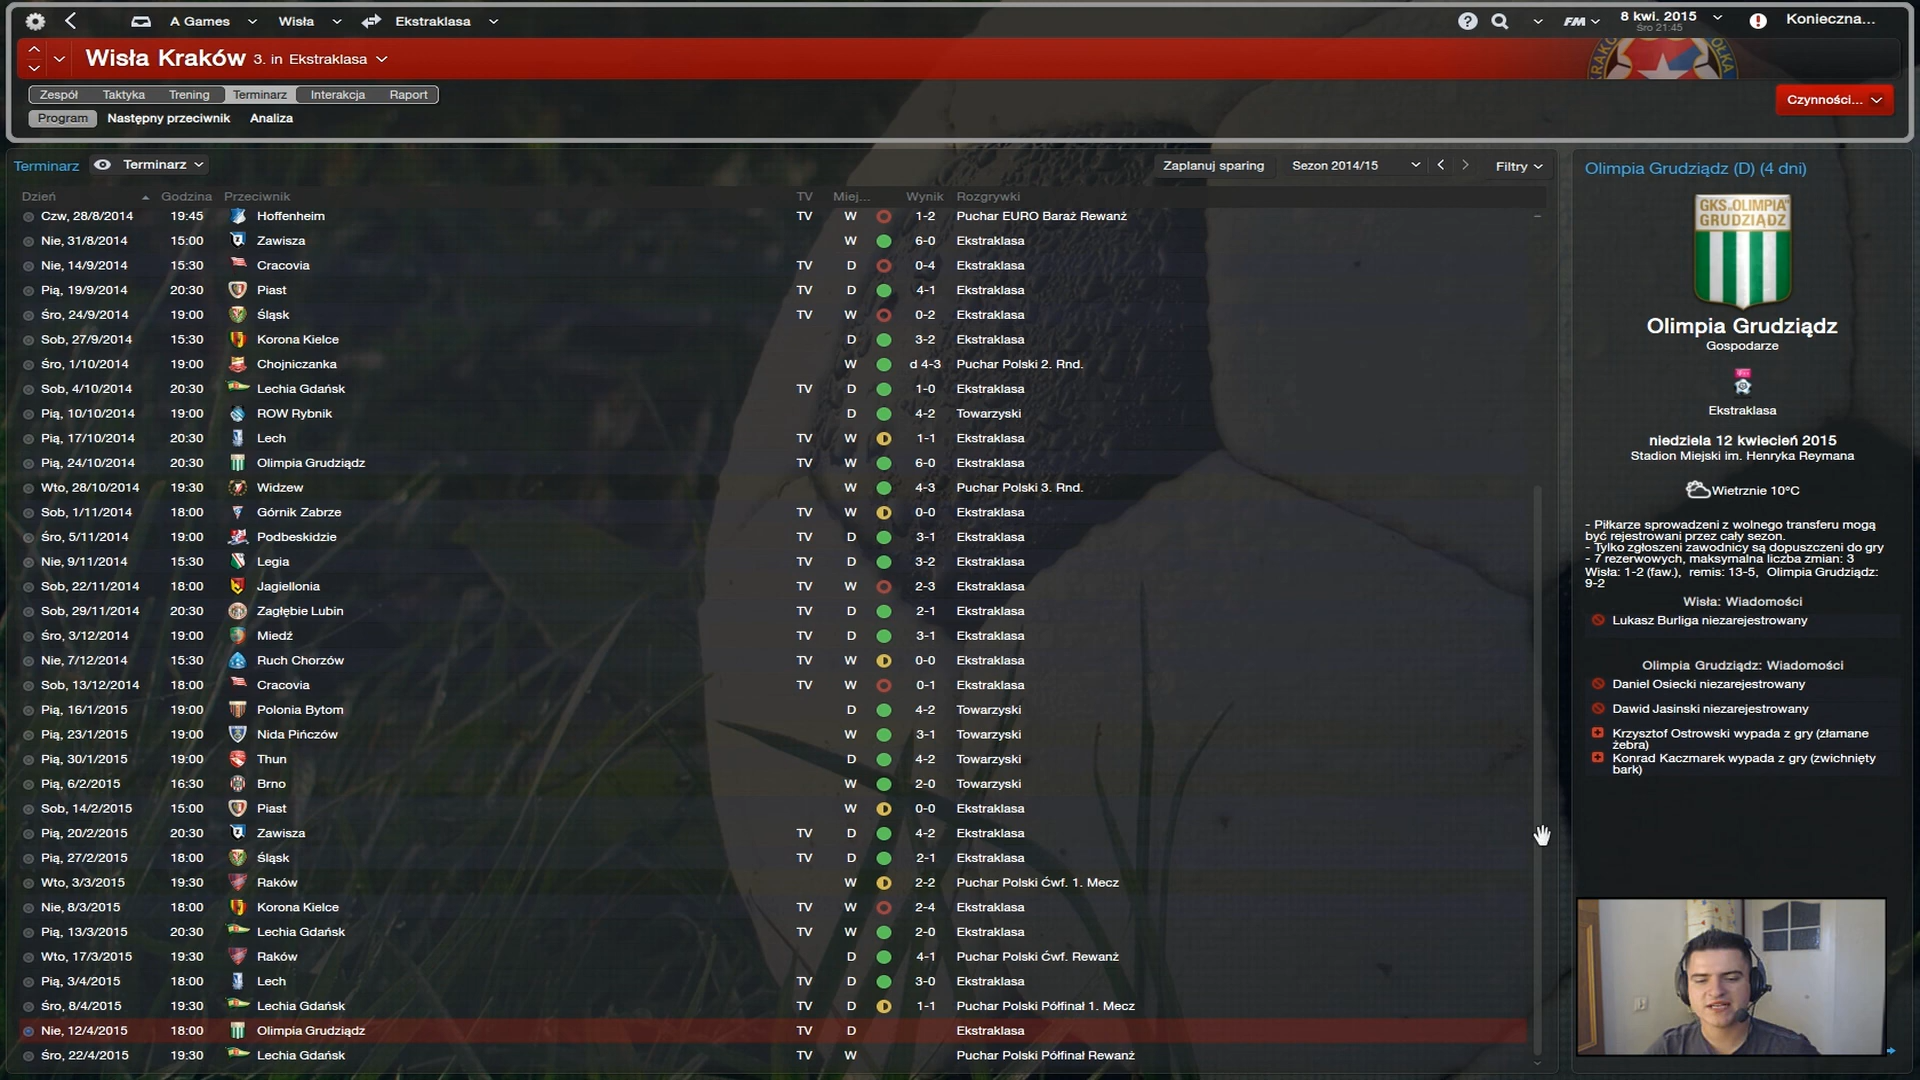 A Games Wisła Ekstraklasa ? FM 8 kwi. 2015 Konieczna...
Śro 21:45
Wisła Kraków 3. in Ekstraklasa
Zespół Taktyka Trening Terminarz Interakcja Raport
Czynności...
Program Następny przeciwnik Analiza
Terminarz Terminarz Zaplanuj sparing Sezon 2014/15 Filtry
Dzień Godzina Przeciwnik TV Miej... Wynik Rozgrywki
Czw, 28/8/2014 19:45 Hoffenheim TV W 1-2 Puchar EURO Baraż Rewanż
Nie, 31/8/2014 15:00 Zawisza W 6-0 Ekstraklasa
Nie, 14/9/2014 15:30 Cracovia TV D 0-4 Ekstraklasa
Pią, 19/9/2014 20:30 Piast TV D 4-1 Ekstraklasa
Śro, 24/9/2014 19:00 Śląsk TV W 0-2 Ekstraklasa
Sob, 27/9/2014 15:30 Korona Kielce D 3-2 Ekstraklasa
Śro, 1/10/2014 19:00 Chojniczanka W d 4-3 Puchar Polski 2. Rnd.
Sob, 4/10/2014 20:30 Lechia Gdańsk TV D 1-0 Ekstraklasa
Pią, 10/10/2014 19:00 ROW Rybnik D 4-2 Towarzyski
Pią, 17/10/2014 20:30 Lech TV W 1-1 Ekstraklasa
Pią, 24/10/2014 20:30 Olimpia Grudziądz TV W 6-0 Ekstraklasa
Wto, 28/10/2014 19:30 Widzew W 4-3 Puchar Polski 3. Rnd.
Sob, 1/11/2014 18:00 Górnik Zabrze TV W 0-0 Ekstraklasa
Śro, 5/11/2014 19:00 Podbeskidzie TV D 3-1 Ekstraklasa
Nie, 9/11/2014 15:30 Legia TV D 3-2 Ekstraklasa
Sob, 22/11/2014 18:00 Jagiellonia TV W 2-3 Ekstraklasa
Sob, 29/11/2014 20:30 Zagłębie Lubin TV D 2-1 Ekstraklasa
Śro, 3/12/2014 19:00 Miedź TV D 3-1 Ekstraklasa
Nie, 7/12/2014 15:30 Ruch Chorzów TV W 0-0 Ekstraklasa
Sob, 13/12/2014 18:00 Cracovia TV W 0-1 Ekstraklasa
Pią, 16/1/2015 19:00 Polonia Bytom D 4-2 Towarzyski
Pią, 23/1/2015 19:00 Nida Pińczów W 3-1 Towarzyski
Pią, 30/1/2015 19:00 Thun D 4-2 Towarzyski
Pią, 6/2/2015 16:30 Brno W 2-0 Towarzyski
Sob, 14/2/2015 15:00 Piast W 0-0 Ekstraklasa
Pią, 20/2/2015 20:30 Zawisza TV D 4-2 Ekstraklasa
Pią, 27/2/2015 18:00 Śląsk TV D 2-1 Ekstraklasa
Wto, 3/3/2015 19:30 Raków W 2-2 Puchar Polski Ćwf. 1. Mecz
Nie, 8/3/2015 18:00 Korona Kielce TV W 2-4 Ekstraklasa
Pią, 13/3/2015 20:30 Lechia Gdańsk TV W 2-0 Ekstraklasa
Wto, 17/3/2015 19:30 Raków D 4-1 Puchar Polski Ćwf. Rewanż
Pią, 3/4/2015 18:00 Lech TV D 3-0 Ekstraklasa
Śro, 8/4/2015 19:30 Lechia Gdańsk TV D 1-1 Puchar Polski Półfinał 1. Mecz
Nie, 12/4/2015 18:00 Olimpia Grudziądz TV D Ekstraklasa
Śro, 22/4/2015 19:30 Lechia Gdańsk TV W Puchar Polski Półfinał Rewanż
Olimpia Grudziądz (D) (4 dni)
GKS „OLIMPIA"
GRUDZIĄDZ
Olimpia Grudziądz
Gospodarze
Ekstraklasa
niedziela 12 kwiecień 2015
Stadion Miejski im. Henryka Reymana
Wietrznie 10°C
- Piłkarze sprowadzeni z wolnego transferu mogą
być rejestrowani przez cały sezon.
- Tylko zgłoszeni zawodnicy są dopuszczeni do gry
- 7 rezerwowych, maksymalna liczba zmian: 3
Wisła: 1-2 (faw.), remis: 13-5, Olimpia Grudziądz:
9-2
Wisła: Wiadomości
Lukasz Burliga niezarejestrowany
Olimpia Grudziądz: Wiadomości
Daniel Osiecki niezarejestrowany
Dawid Jasinski niezarejestrowany
Krzysztof Ostrowski wypada z gry (złamane
żebra)
Konrad Kaczmarek wypada z gry (zwichnięty
bark)